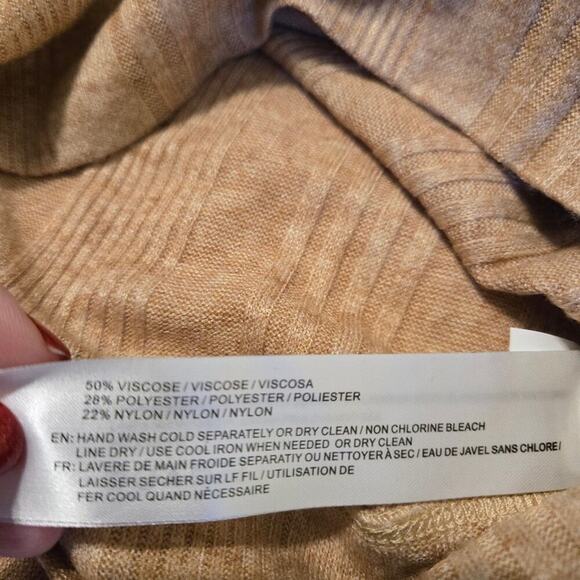 50% VISCOSE / VISCOSE / VISCOSA
28% POLYESTER / POLYESTER / POLIESTER
22% NYLON / NYLON / NYLON
EN: HAND WASH COLD SEPARATELY OR DRY CLEAN / NON CHLORINE BLEACH
LINE DRY / USE COOL IRON WHEN NEEDED OR DRY CLEAN
FR: LAVERE DE MAIN FROIDE SEPARATIY OU NETTOYER À SEC / EAU DE JAVEL SANS CHLORE /
LAISSER SECHER SUR LF FIL / UTILISATION DE
FER COOL QUAND NÉCESSAIRE